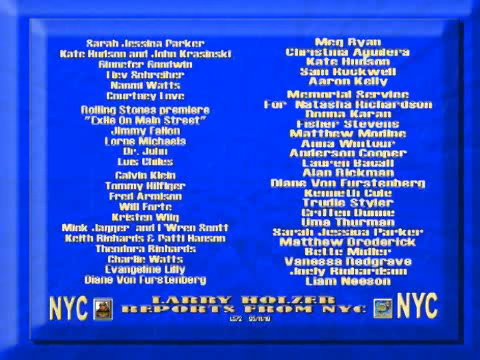 Sarah Jessica Parker
Kate Hudson and John Krasinski
Ginnefer Goodwin
Liev Schreiber
Naomi Watts
Courtney Love
Rolling Stones premiere
"Exile On Main Street"
Jimmy Fallon
Lorne Michaels
Dr. John
Luis Chiles
Calvin Klein
Tommy Hilfiger
Fred Armison
Will Forte
Kristen Wiig
Mink Jagger and l'Wren Scott
Keith Richards & Patti Hanson
Theodora Richards
Charlie Watts
Evangeline Lilly
Diane Von Furstenberg
Meg Ryan
Christina Aguilera
Kate Hudson
Sam Rockwell
Aaron Kelly
Memorial Service
For Natasha Richardson
Donna Karan
Fisher Stevens
Matthew Modine
Anna Wintour
Anderson Cooper
Lauren Bacall
Alan Rickman
Diane Von Furstenberg
Kenneth Cole
Trudie Styler
Griffen Dunne
Uma Thurman
Sarah Jessica Parker
Matthew Broderick
Bette Midler
Vanessa Redgrave
Joely Richardson
Liam Neeson
NYC
LARRY HOLZER
REPORTS FROM NYC
NYC